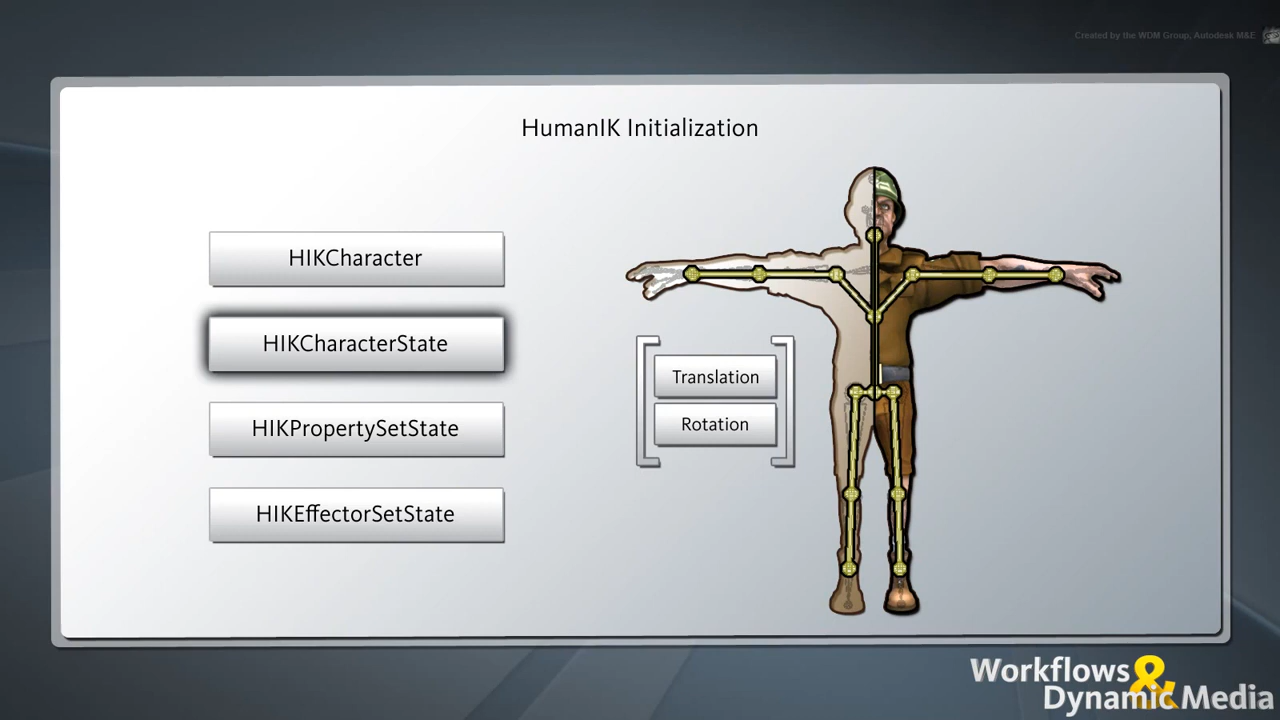 Created by the WDM Group, Autodesk M&E
HumanIK Initialization
HIKCharacter
HIKCharacterState
HIKPropertySetState
HIKEffectorSetState
Translation
Rotation
Workflows &
Dynamic Media